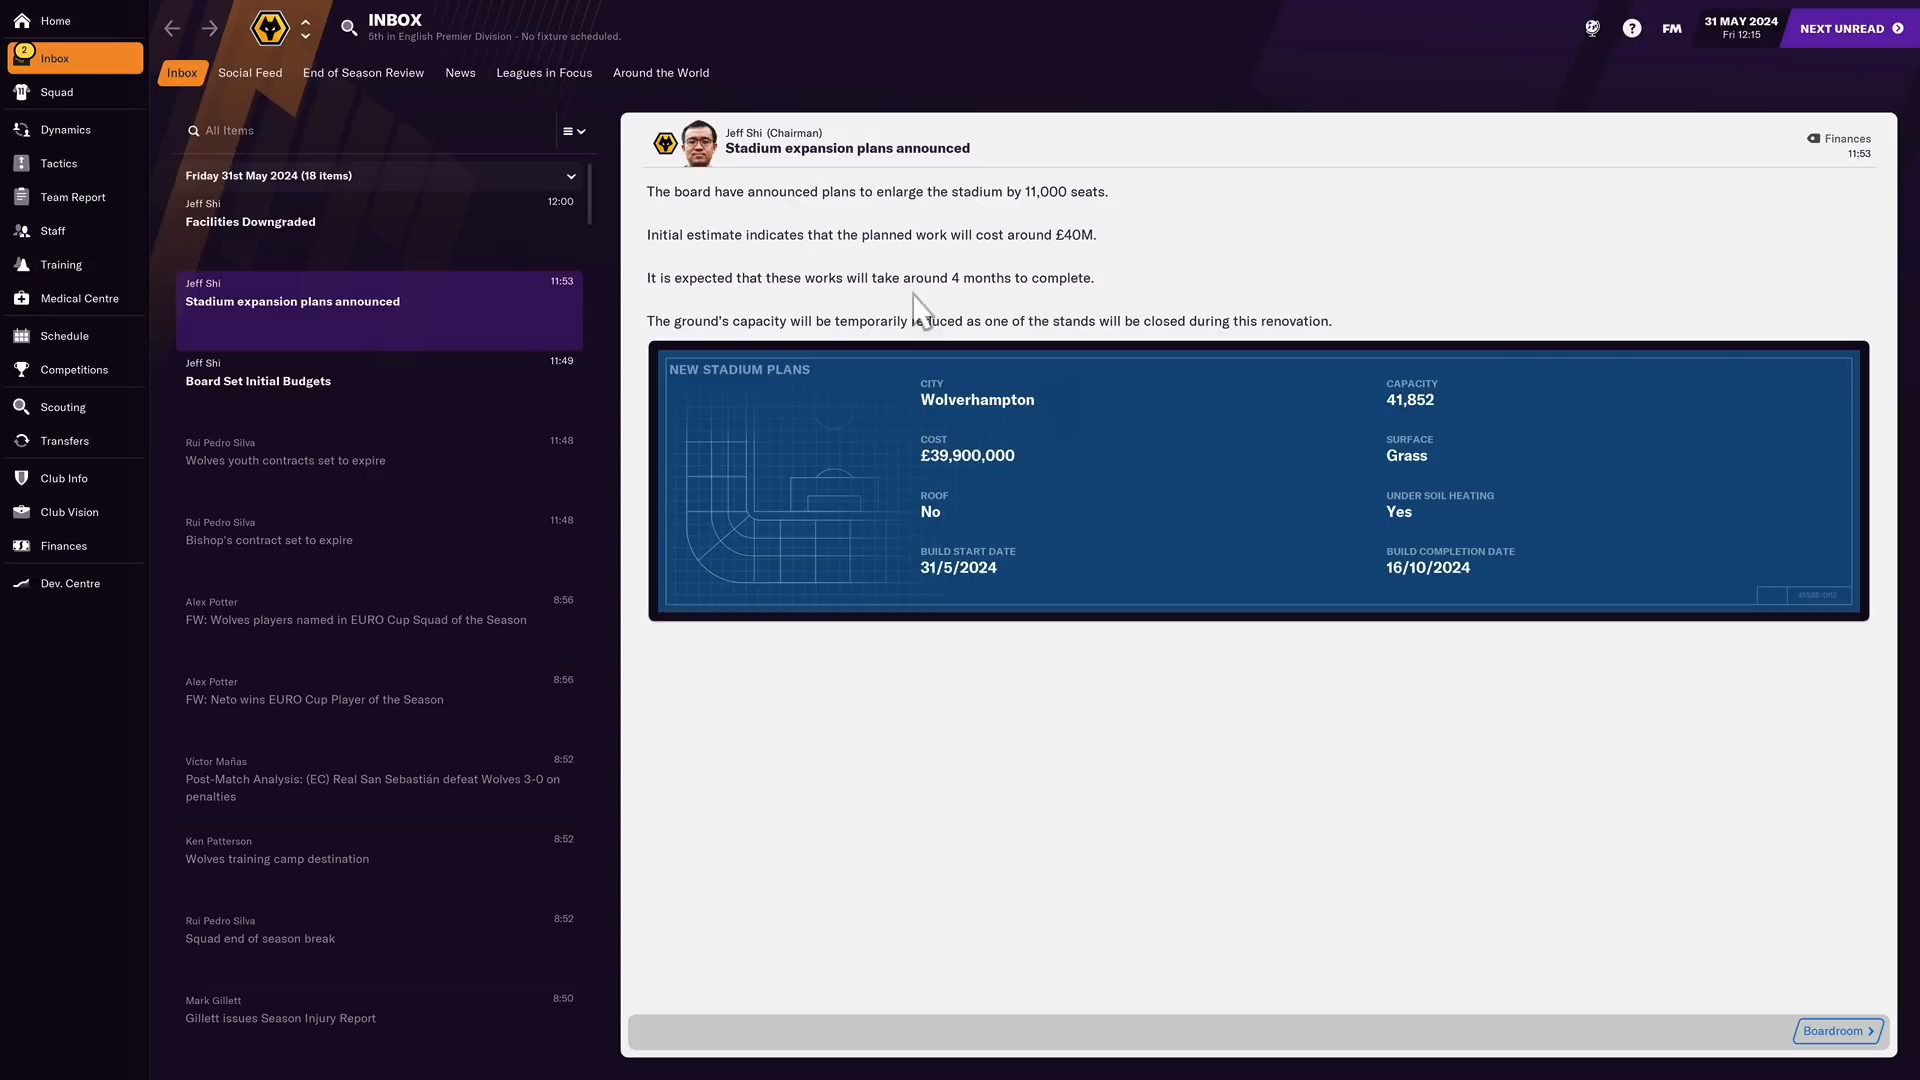 Home
2
Inbox
Squad
Dynamics
Tactics
Team Report
Staff
Training
Medical Centre
Schedule
Competitions
Scouting
Transfers
Club Info
Club Vision
Finances
Dev. Centre
INBOX
5th in English Premier Division - No fixture scheduled.
?
FM
31 MAY 2024
Fri 12:15
NEXT UNREAD
Inbox
Social Feed
End of Season Review
News
Leagues in Focus
Around the World
All Items
Friday 31st May 2024 (18 items)
Jeff Shi 12:00
Facilities Downgraded
Jeff Shi 11:53
Stadium expansion plans announced
Jeff Shi 11:49
Board Set Initial Budgets
Rui Pedro Silva 11:48
Wolves youth contracts set to expire
Rui Pedro Silva 11:48
Bishop's contract set to expire
Alex Potter 8:56
FW: Wolves players named in EURO Cup Squad of the Season
Alex Potter 8:56
FW: Neto wins EURO Cup Player of the Season
Víctor Mañas 8:52
Post-Match Analysis: (EC) Real San Sebastián defeat Wolves 3-0 on
penalties
Ken Patterson 8:52
Wolves training camp destination
Rui Pedro Silva 8:52
Squad end of season break
Mark Gillett 8:50
Gillett issues Season Injury Report
Jeff Shi (Chairman)
Stadium expansion plans announced
Finances
11:53
The board have announced plans to enlarge the stadium by 11,000 seats.
Initial estimate indicates that the planned work will cost around £40M.
It is expected that these works will take around 4 months to complete.
The ground's capacity will be temporarily reduced as one of the stands will be closed during this renovation.
NEW STADIUM PLANS
CITY
Wolverhampton
CAPACITY
41,852
COST
£39,900,000
SURFACE
Grass
ROOF
No
UNDER SOIL HEATING
Yes
BUILD START DATE
31/5/2024
BUILD COMPLETION DATE
16/10/2024
Boardroom